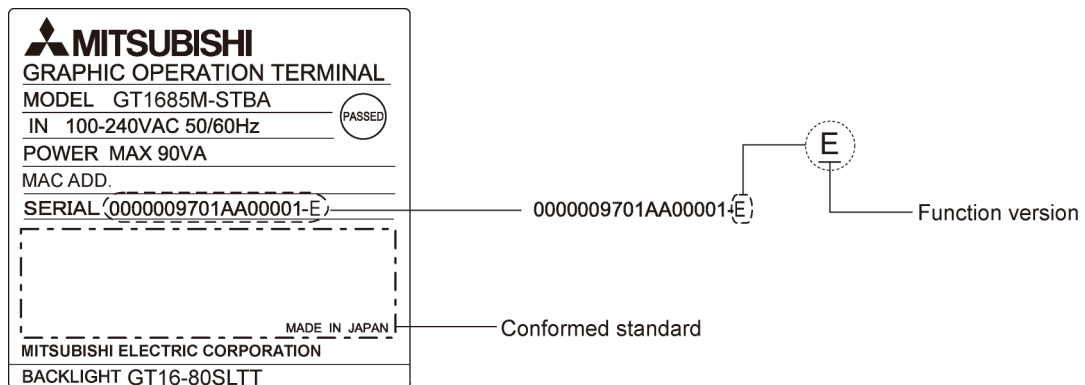 MITSUBISHI
GRAPHIC OPERATION TERMINAL
MODEL GT1685M-STBA
PASSED
IN 100-240VAC 50/60Hz
POWER MAX 90VA
MAC ADD.
SERIAL 0000009701AA00001-E
0000009701AA00001-E
E
Function version
MADE IN JAPAN
Conformed standard
MITSUBISHI ELECTRIC CORPORATION
BACKLIGHT GT16-80SLTT